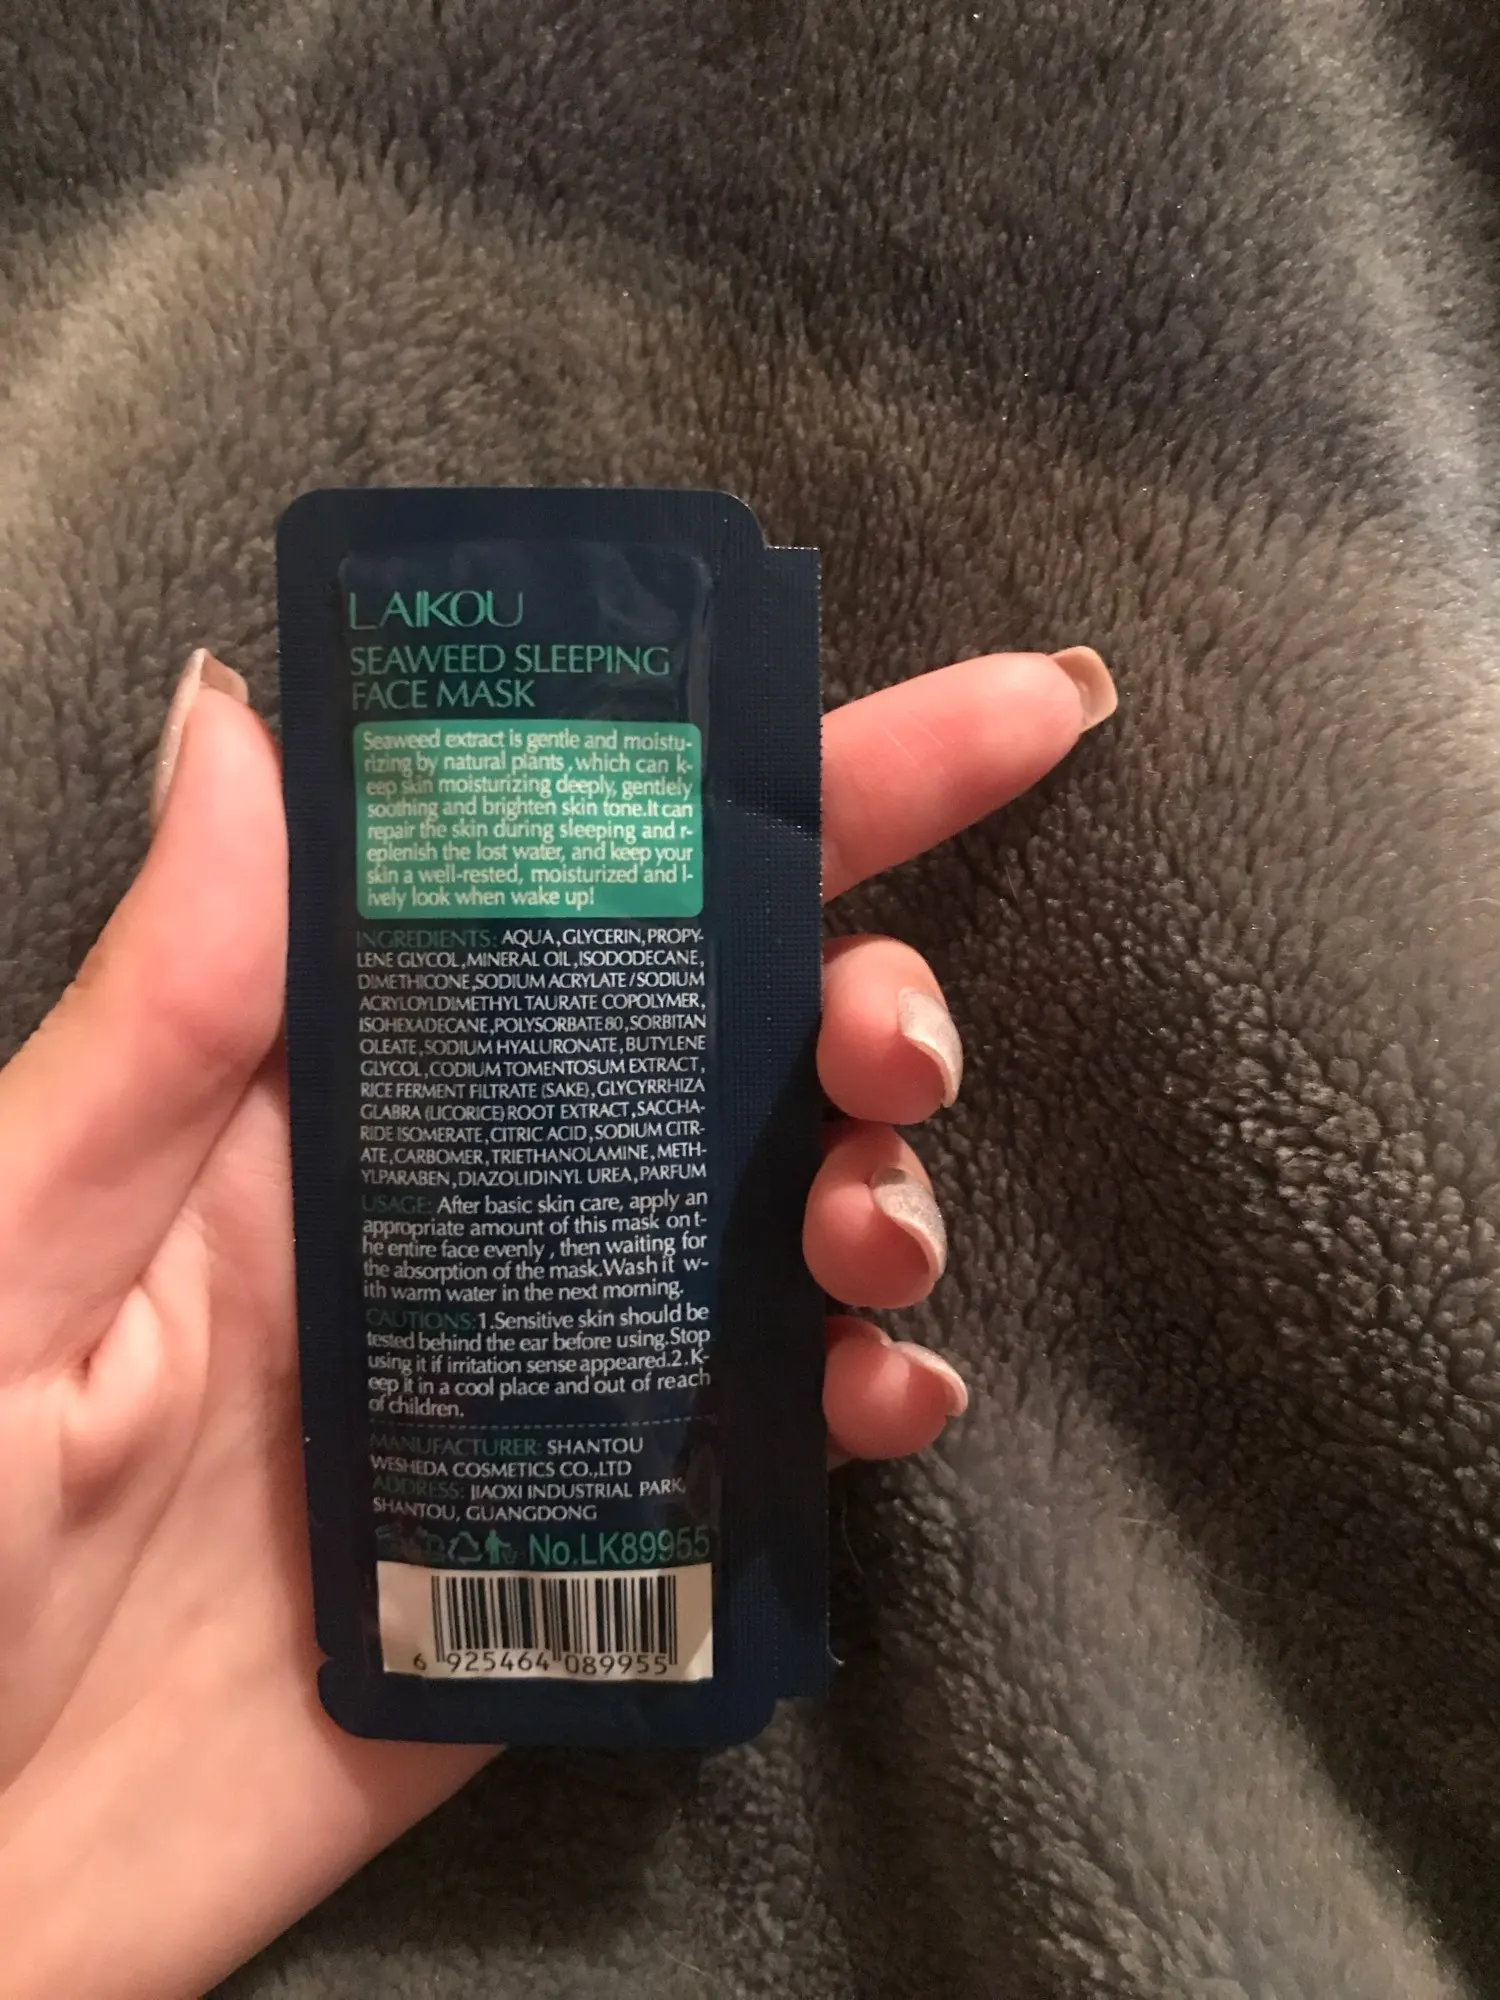 LAIKOU
SEAWEED SLEEPING
FACE MASK
Seaweed extract is gentle and moistu-
rizing by natural plants ,which can k-
eep skin moisturizing deeply, gentlely
soothing and brighten skin tone.It can
repair the skin during sleeping and r-
eplenish the lost water, and keep your
skin a well-rested, moisturized and l-
ively look when wake up!
INGREDIENTS: AQUA,GLYCERIN,PROPY-
LENE GLYCOL,MINERAL OIL,ISODODECANE,
DIMETHICONE,SODIUM ACRYLATE/SODIUM
ACRYLOYLDIMETHYL TAURATE COPOLYMER,
ISOHEXADECANE,POLYSORBATE 80,SORBITAN
OLEATE,SODIUM HYALURONATE,BUTYLENE
GLYCOL,CODIUM TOMENTOSUM EXTRACT,
RICE FERMENT FILTRATE (SAKE),GLYCYRRHIZA
GLABRA (LICORICE) ROOT EXTRACT,SACCHA-
RIDE ISOMERATE,CITRIC ACID,SODIUM CITR-
ATE,CARBOMER,TRIETHANOLAMINE,METH-
YLPARABEN,DIAZOLIDINYL UREA,PARFUM
USAGE: After basic skin care, apply an
appropriate amount of this mask on t-
he entire face evenly , then waiting for
the absorption of the mask.Wash it w-
ith warm water in the next morning.
CAUTIONS:1.Sensitive skin should be
tested behind the ear before using.Stop
using it if irritation sense appeared.2.K-
eep it in a cool place and out of reach
of children.
MANUFACTURER: SHANTOU
WESHEDA COSMETICS CO.,LTD
ADDRESS: JIAOXI INDUSTRIAL PARK,
SHANTOU, GUANGDONG
No.LK89955
6 925464 089955